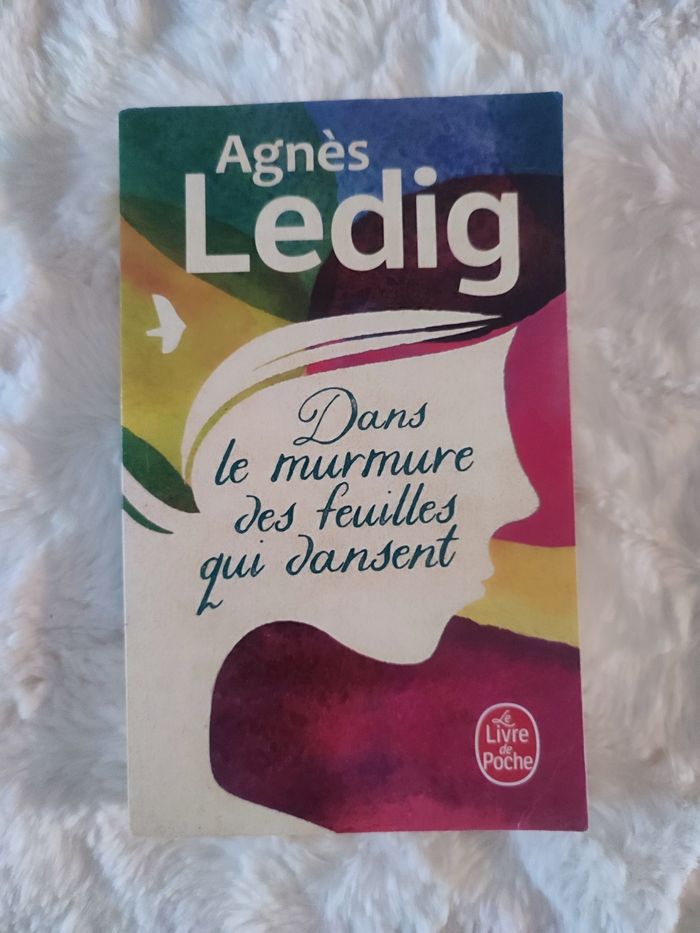 Agnès
Ledig
Dans
le murmure
des feuilles
qui dansent
Le
Livre
de
Poche